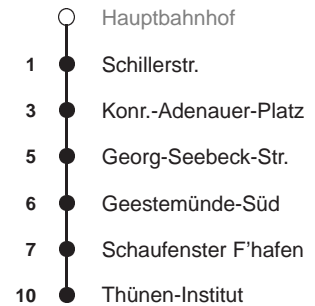 Hauptbahnhof
1 Schillerstr.
3 Konr.-Adenauer-Platz
5 Georg-Seebeck-Str.
6 Geestemünde-Süd
7 Schaufenster F'hafen
10 Thünen-Institut